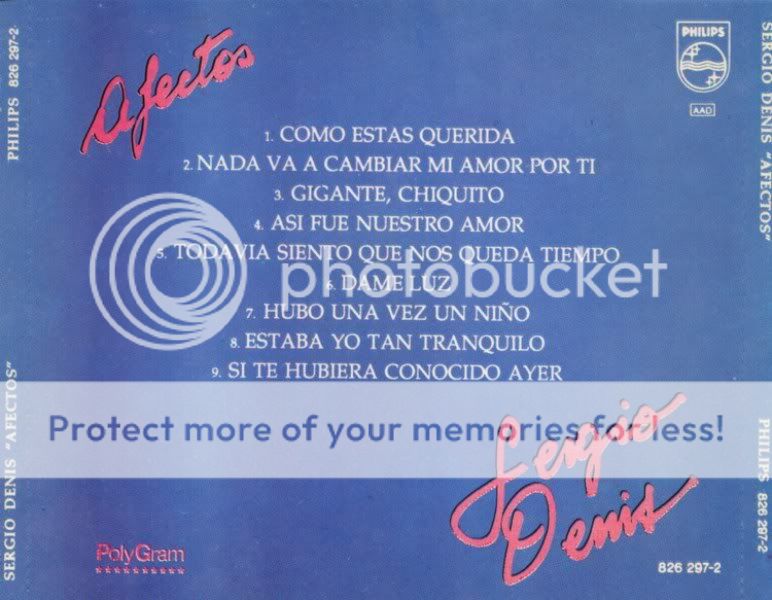 PHILIPS 826 297-2
SERGIO DENIS "AFECTOS"
Afectos
PHILIPS
AAD
1. COMO ESTAS QUERIDA
2. NADA VA A CAMBIAR MI AMOR POR TI
3. GIGANTE, CHIQUITO
4. ASI FUE NUESTRO AMOR
5. TODAVIA SIENTO QUE NOS QUEDA TIEMPO
6. DAME LUZ
7. HUBO UNA VEZ UN NIÑO
8. ESTABA YO TAN TRANQUILO
9. SI TE HUBIERA CONOCIDO AYER
photobucket
Protect more of your memories for less!
Sergio
Denis
PolyGram
826 297-2
SERGIO DENIS "AFECTOS"
PHILIPS 826 297-2